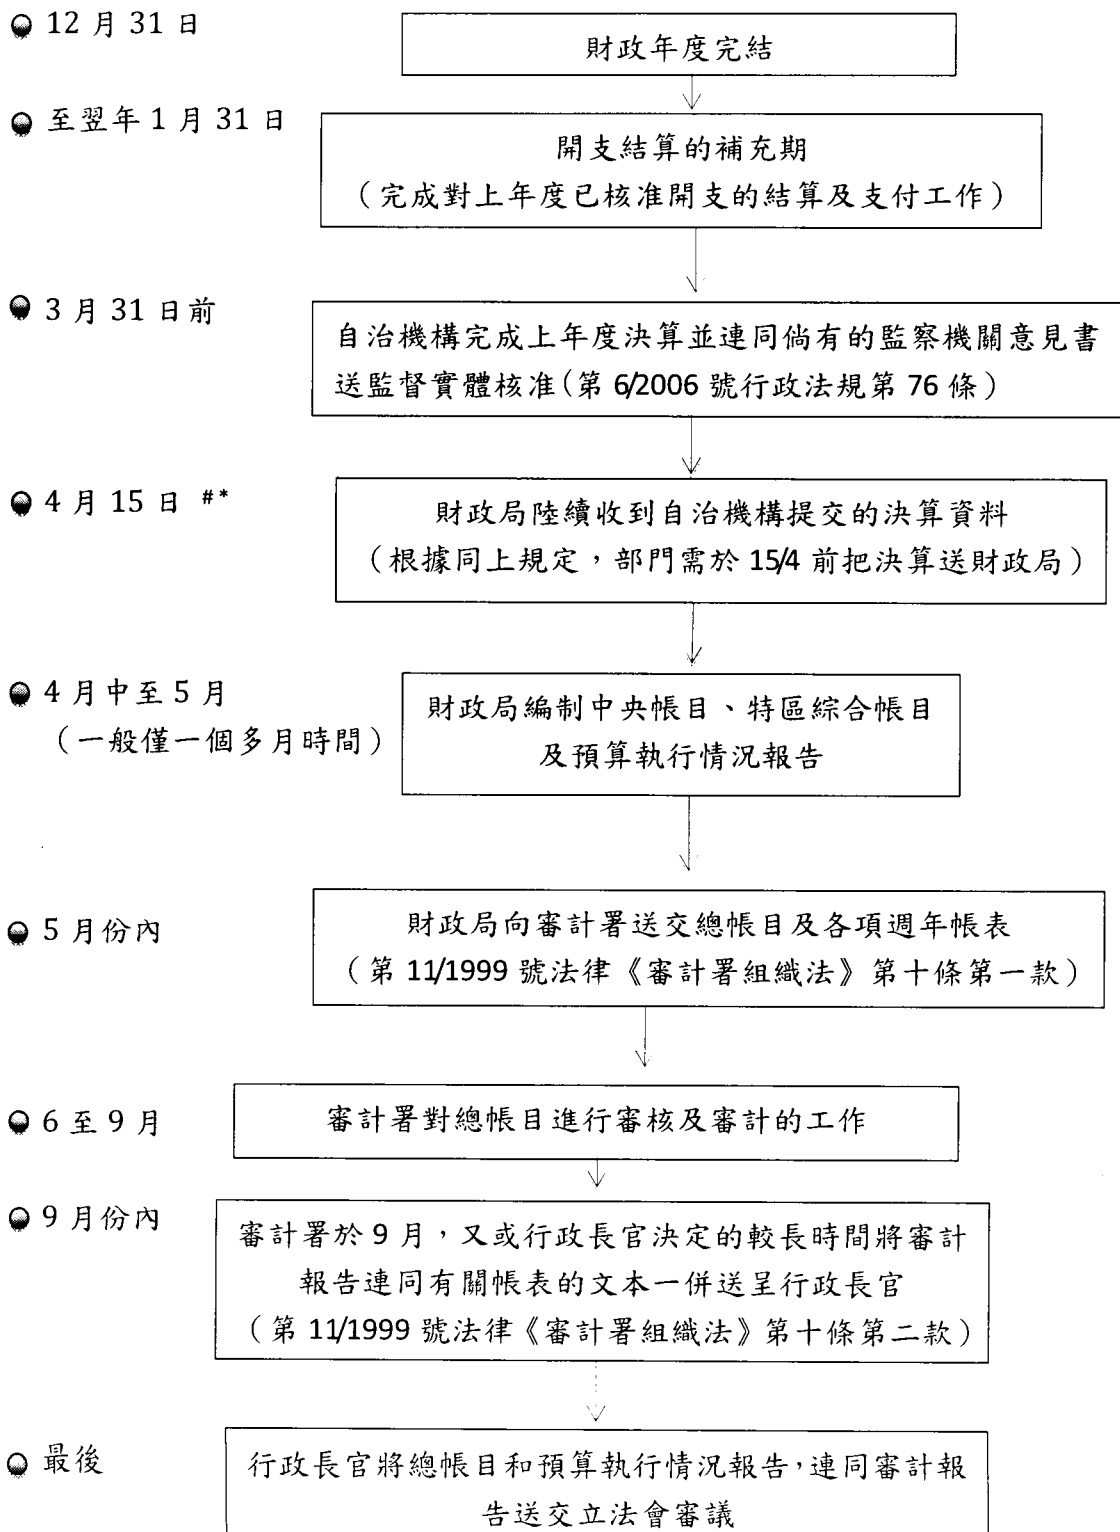 12 月 31 日
財政年度完結
至翌年 1 月 31 日
開支結算的補充期
（完成對上年度已核准開支的結算及支付工作）
3 月 31 日前
自治機構完成上年度決算並連同倘有的監察機關意見書
送監督實體核准(第 6/2006 號行政法規第 76 條)
4 月 15 日 #*
財政局陸續收到自治機構提交的決算資料
（根據同上規定，部門需於 15/4 前把決算送財政局）
4 月中至 5 月
（一般僅一個多月時間）
財政局編制中央帳目、特區綜合帳目
及預算執行情況報告
5 月份內
財政局向審計署送交總帳目及各項週年帳表
（第 11/1999 號法律《審計署組織法》第十條第一款）
6 至 9 月
審計署對總帳目進行審核及審計的工作
9 月份內
審計署於 9 月，又或行政長官決定的較長時間將審計
報告連同有關帳表的文本一併送呈行政長官
（第 11/1999 號法律《審計署組織法》第十條第二款）
最後
行政長官將總帳目和預算執行情況報告，連同審計報
告送交立法會審議